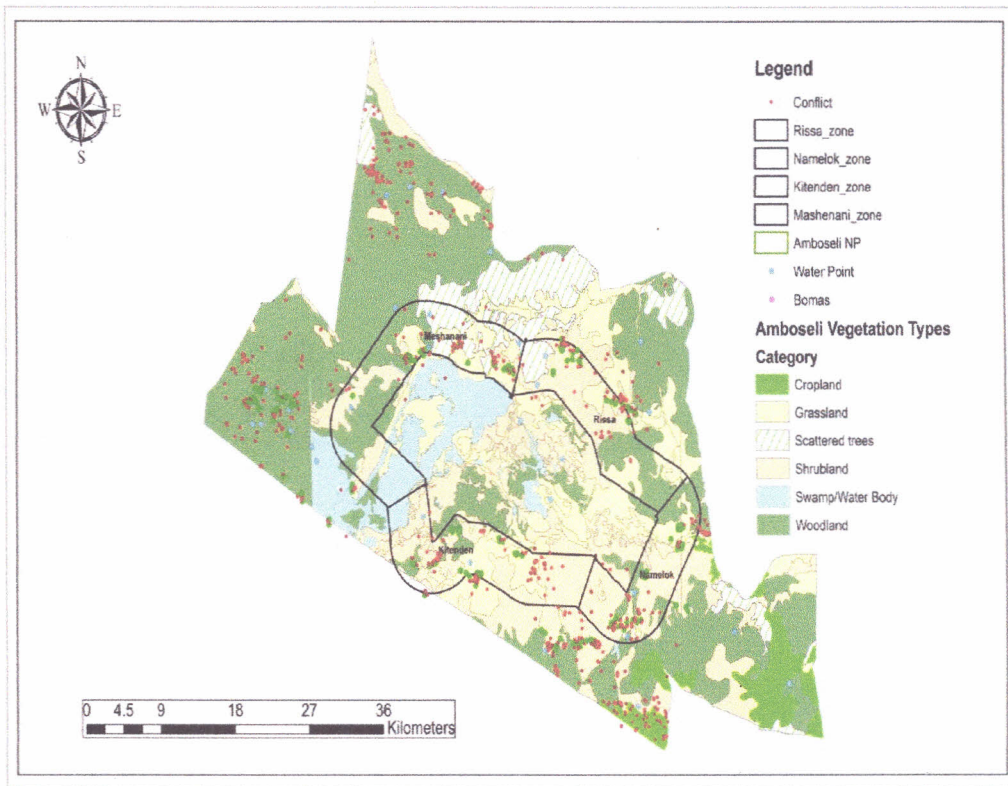 N
W E
S
Legend
Conflict
Rissa_zone
Namelok_zone
Kitenden_zone
Mashenani_zone
Amboseli NP
Water Point
Bomas
Amboseli Vegetation Types
Category
Cropland
Grassland
Scattered trees
Shrubland
Swamp/Water Body
Woodland
Meshanani
Rissa
Kitenden
Namelok
0 4.5 9 18 27 36
Kilometers